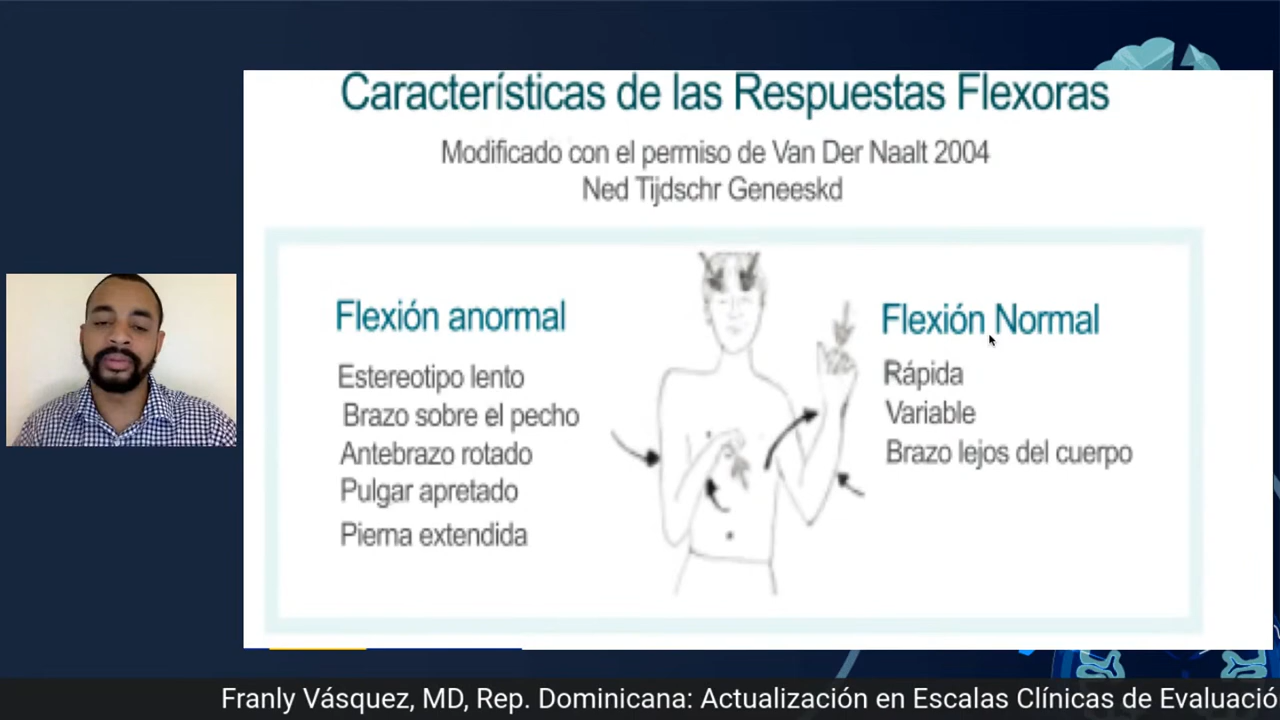 Características de las Respuestas Flexoras
Modificado con el permiso de Van Der Naalt 2004
Ned Tijdschr Geneeskd
Flexión anormal
Estereotipo lento
Brazo sobre el pecho
Antebrazo rotado
Pulgar apretado
Pierna extendida
Flexión Normal
Rápida
Variable
Brazo lejos del cuerpo
Franly Vásquez, MD, Rep. Dominicana: Actualización en Escalas Clínicas de Evaluació